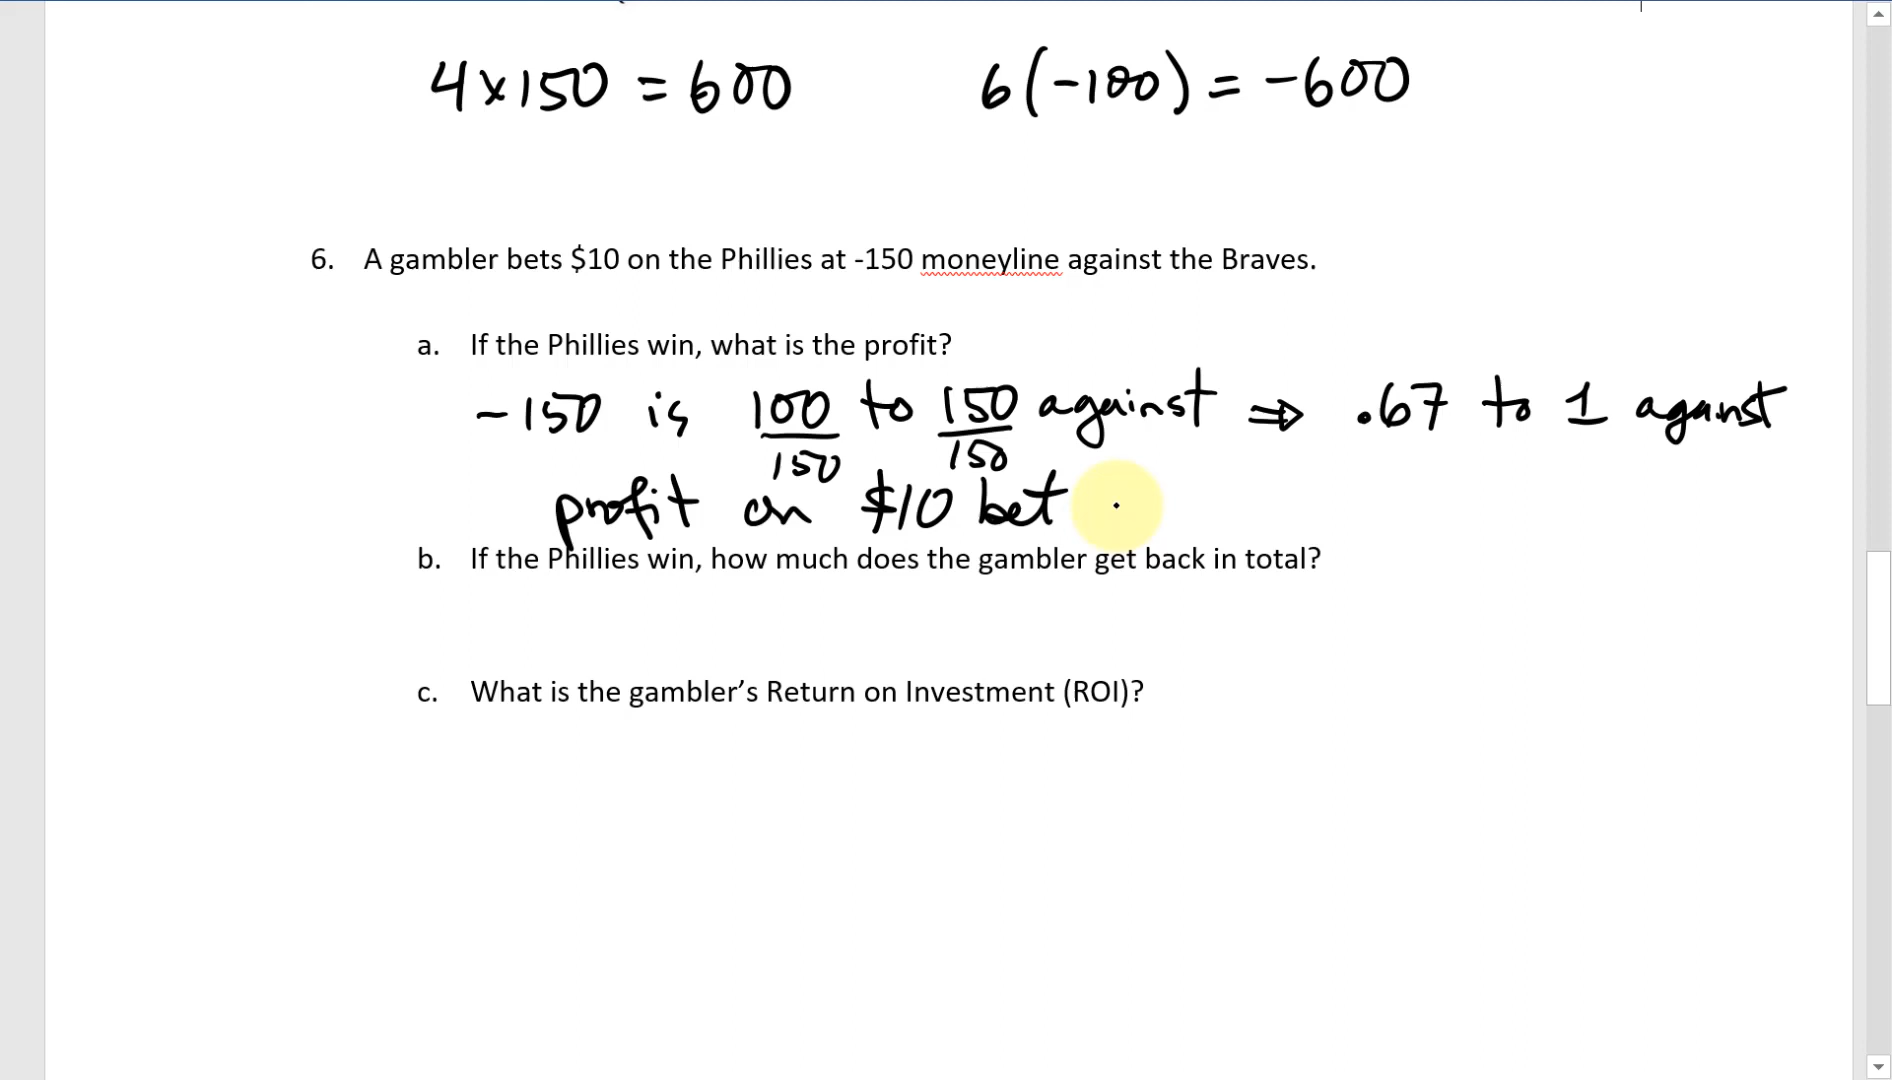 4×150 = 600 6(-100) = -600
6. A gambler bets $10 on the Phillies at -150 moneyline against the Braves.
a. If the Phillies win, what is the profit?
-150 is 100/150 to 150/150 against ⇒ .67 to 1 against
profit on $10 bet
b. If the Phillies win, how much does the gambler get back in total?
c. What is the gambler’s Return on Investment (ROI)?